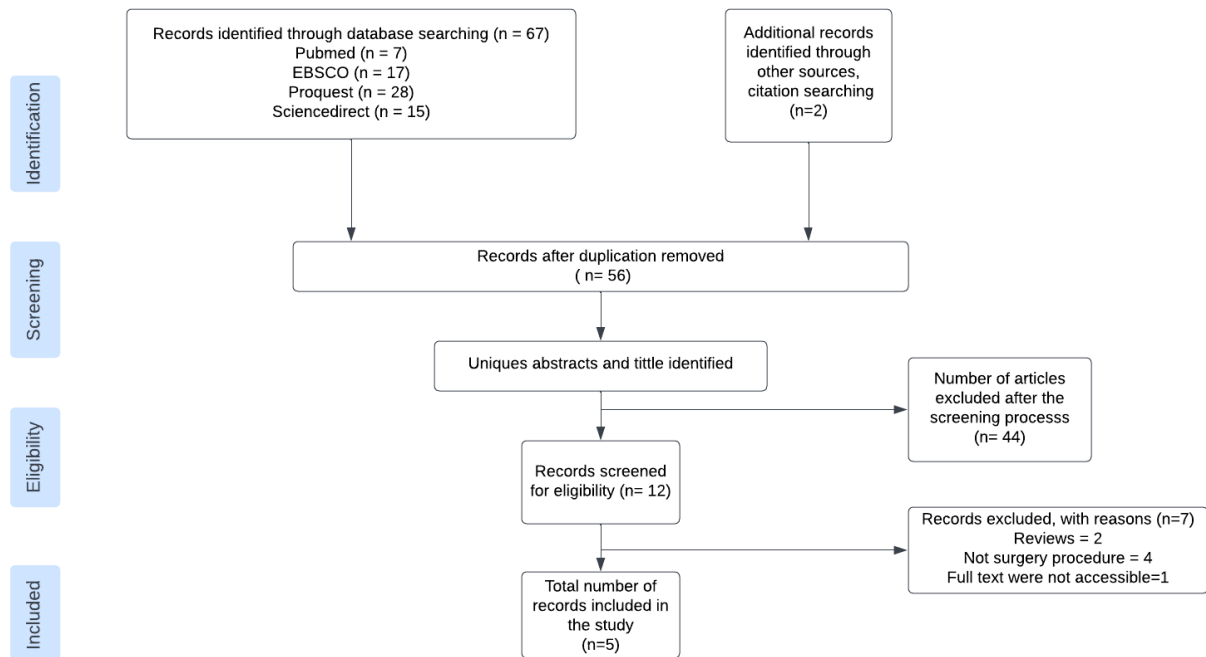 Records identified through database searching (n = 67)
Pubmed (n = 7)
EBSCO (n = 17)
Proquest (n = 28)
Sciencedirect (n = 15)
Additional records
identified through
other sources,
citation searching
(n=2)
Identification
Records after duplication removed
( n= 56)
Screening
Uniques abstracts and tittle identified
Number of articles
excluded after the
screening processs
(n= 44)
Eligibility
Records screened
for eligibility (n= 12)
Records excluded, with reasons (n=7)
Reviews = 2
Not surgery procedure = 4
Full text were not accessible=1
Included
Total number of
records included in
the study
(n=5)